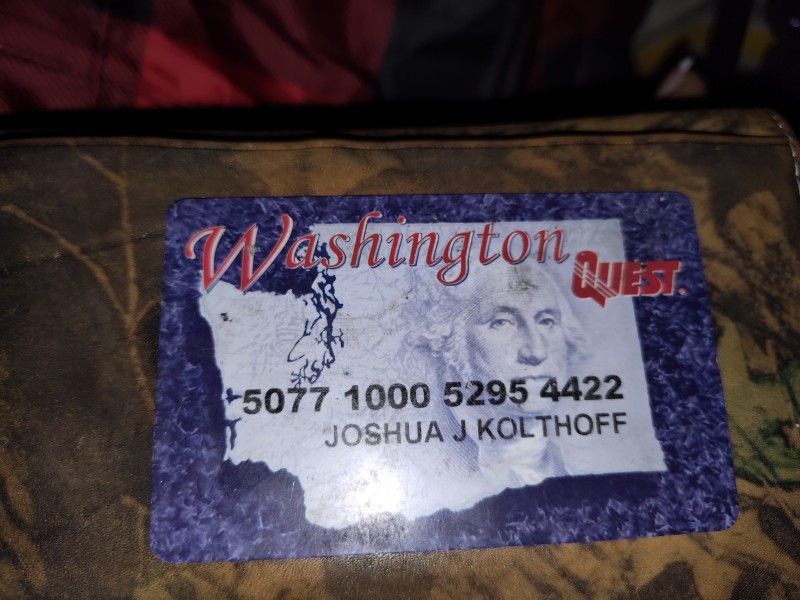 Washington
QUEST®
5077 1000 5295 4422
JOSHUA J KOLTHOFF